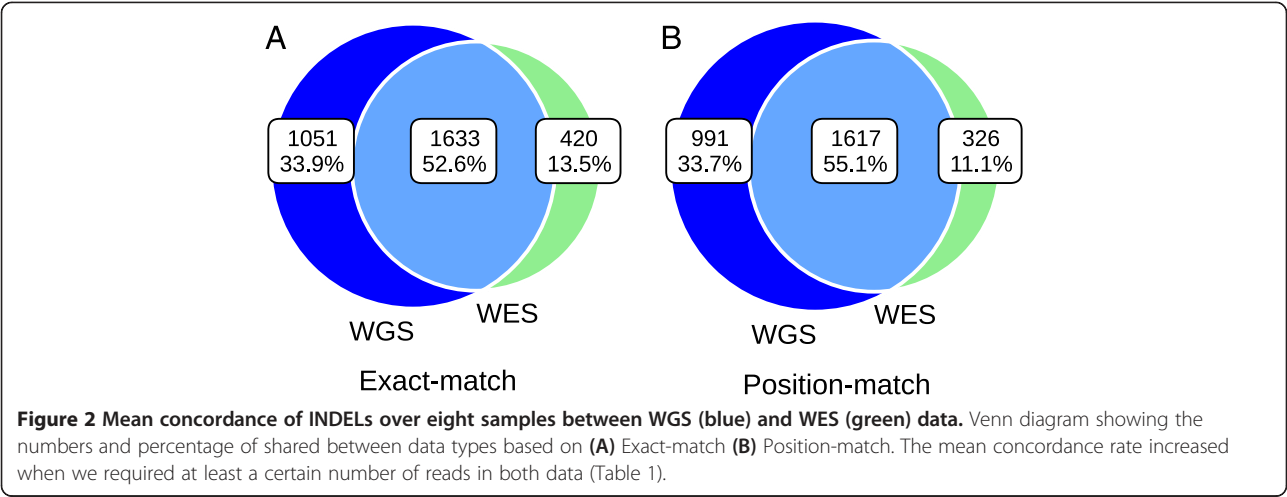 A
B
1051
33.9%
1633
52.6%
420
13.5%
991
33.7%
1617
55.1%
326
11.1%
WGS
WES
WGS
WES
Exact-match
Position-match
Figure 2 Mean concordance of INDELs over eight samples between WGS (blue) and WES (green) data. Venn diagram showing the
numbers and percentage of shared between data types based on (A) Exact-match (B) Position-match. The mean concordance rate increased
when we required at least a certain number of reads in both data (Table 1).